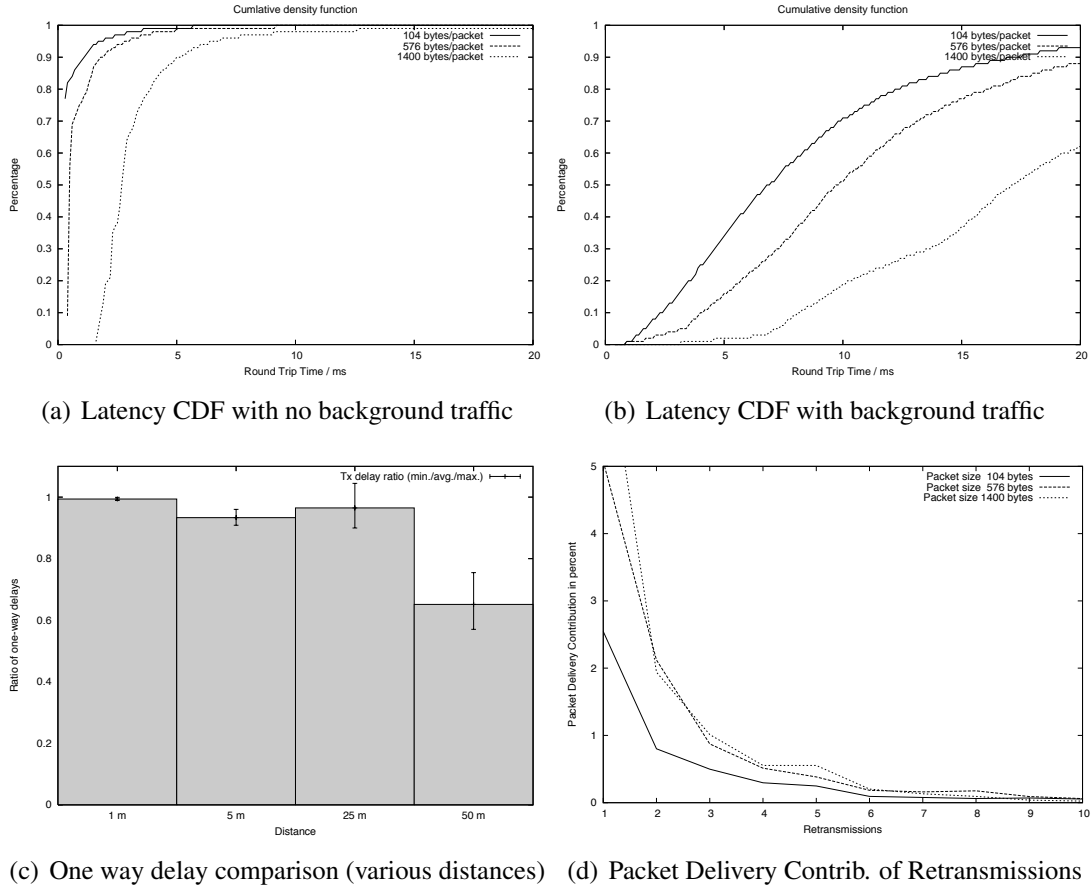 Cumulative density function
1
0.9
0.8
0.7
0.6
0.5
0.4
0.3
0.2
0.1
0
Percentage
104 bytes/packet
576 bytes/packet
1400 bytes/packet
0 5 10 15 20
Round Trip Time / ms
(a) Latency CDF with no background traffic
Cumulative density function
1
0.9
0.8
0.7
0.6
0.5
0.4
0.3
0.2
0.1
0
Percentage
104 bytes/packet
576 bytes/packet
1400 bytes/packet
0 5 10 15 20
Round Trip Time / ms
(b) Latency CDF with background traffic
Tx delay ratio (min./avg./max.)
1
0.8
0.6
0.4
0.2
0
Ratio of one-way delays
1 m 5 m 25 m 50 m
Distance
(c) One way delay comparison (various distances)
5
4
3
2
1
0
Packet Delivery Contribution in percent
Packet size 104 bytes
Packet size 576 bytes
Packet size 1400 bytes
1 2 3 4 5 6 7 8 9 10
Retransmissions
(d) Packet Delivery Contrib. of Retransmissions